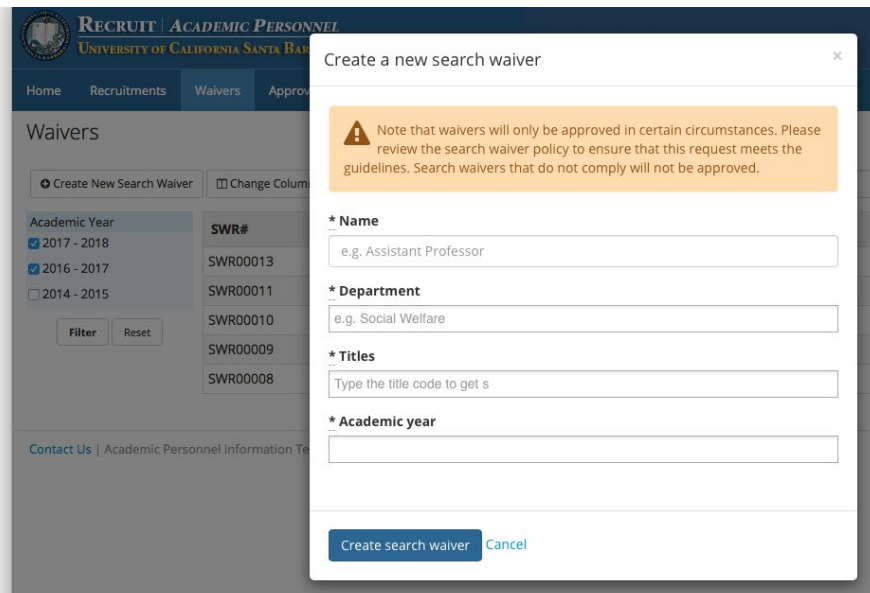 RECRUIT | ACADEMIC PERSONNEL
UNIVERSITY OF CALIFORNIA SANTA BAR
Home Recruitments Waivers Approv
Waivers
Create New Search Waiver Change Colum
Academic Year
2017 - 2018
2016 - 2017
2014 - 2015
Filter Reset
SWR#
SWR00013
SWR00011
SWR00010
SWR00009
SWR00008
Contact Us | Academic Personnel Information Te
Create a new search waiver ×
Note that waivers will only be approved in certain circumstances. Please
review the search waiver policy to ensure that this request meets the
guidelines. Search waivers that do not comply will not be approved.
* Name
e.g. Assistant Professor
* Department
e.g. Social Welfare
* Titles
Type the title code to get s
* Academic year
Create search waiver Cancel